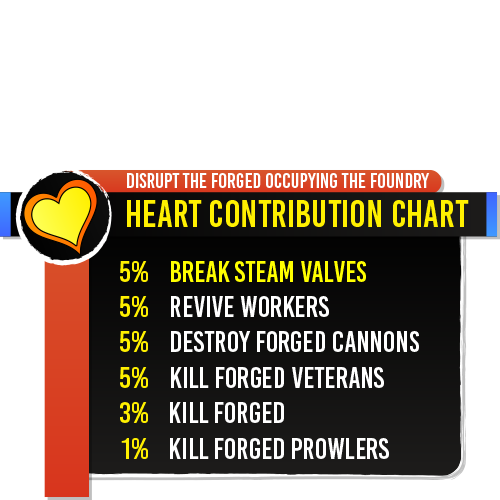 DISRUPT THE FORGED OCCUPYING THE FOUNDRY
HEART CONTRIBUTION CHART
5% BREAK STEAM VALVES
5% REVIVE WORKERS
5% DESTROY FORGED CANNONS
5% KILL FORGED VETERANS
3% KILL FORGED
1% KILL FORGED PROWLERS